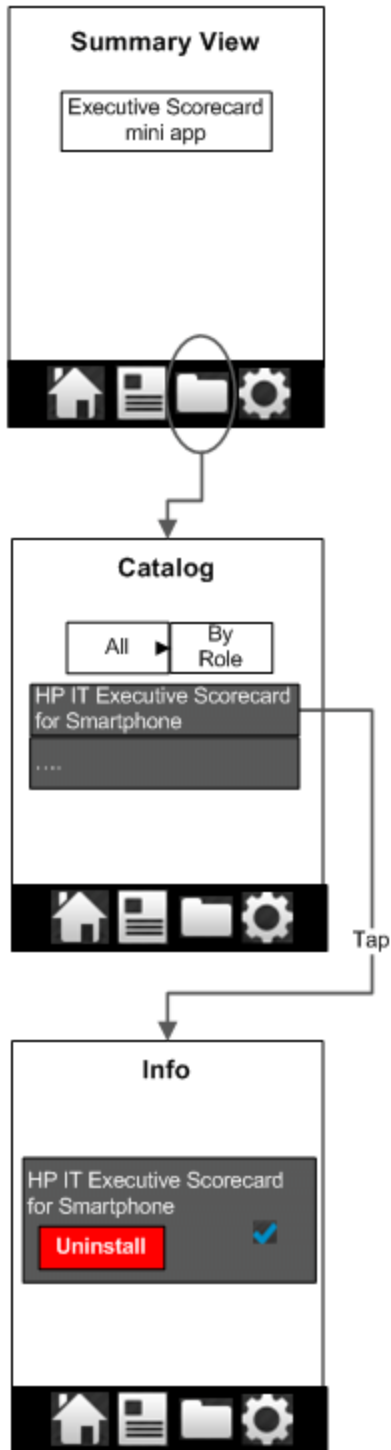 Summary View
Executive Scorecard
mini app
Catalog
All
By
Role
HP IT Executive Scorecard
for Smartphone
....
Tap
Info
HP IT Executive Scorecard
for Smartphone
Uninstall